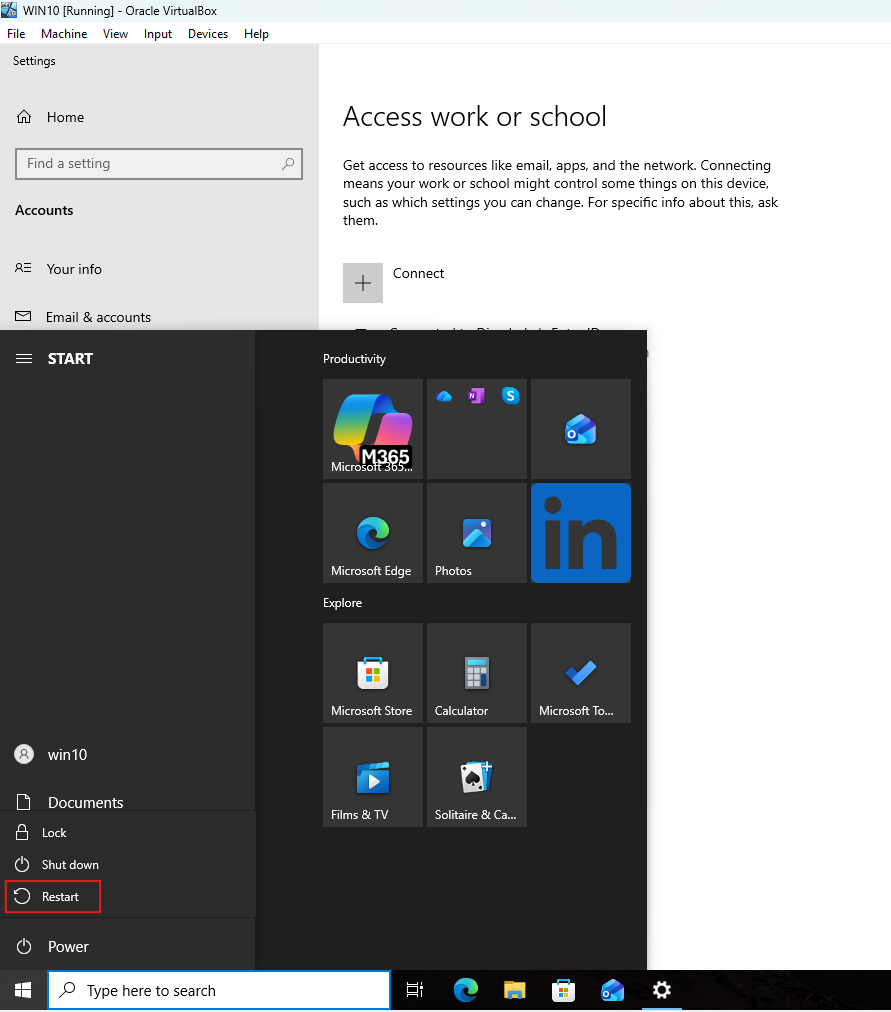 WIN10 [Running] - Oracle VirtualBox
File Machine View Input Devices Help
Settings
Home
Find a setting
Accounts
Your info
Email & accounts
Access work or school
Get access to resources like email, apps, and the network. Connecting
means your work or school might control some things on this device,
such as which settings you can change. For specific info about this, ask
them.
Connect
START
win10
Documents
Lock
Shut down
Restart
Power
Productivity
M365
Microsoft 365...
Microsoft Edge
Photos
in
Explore
Microsoft Store
Calculator
Microsoft To...
Films & TV
Solitaire & Ca...
Type here to search